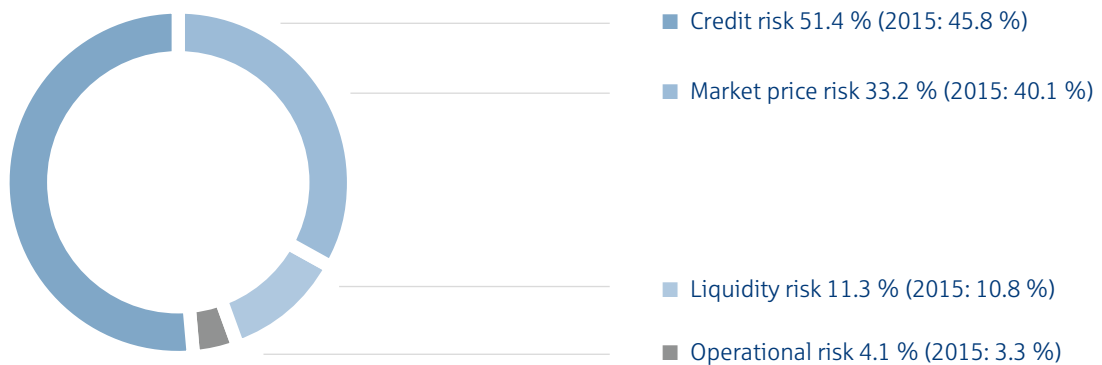 Credit risk 51.4 % (2015: 45.8 %)
Market price risk 33.2 % (2015: 40.1 %)
Liquidity risk 11.3 % (2015: 10.8 %)
Operational risk 4.1 % (2015: 3.3 %)